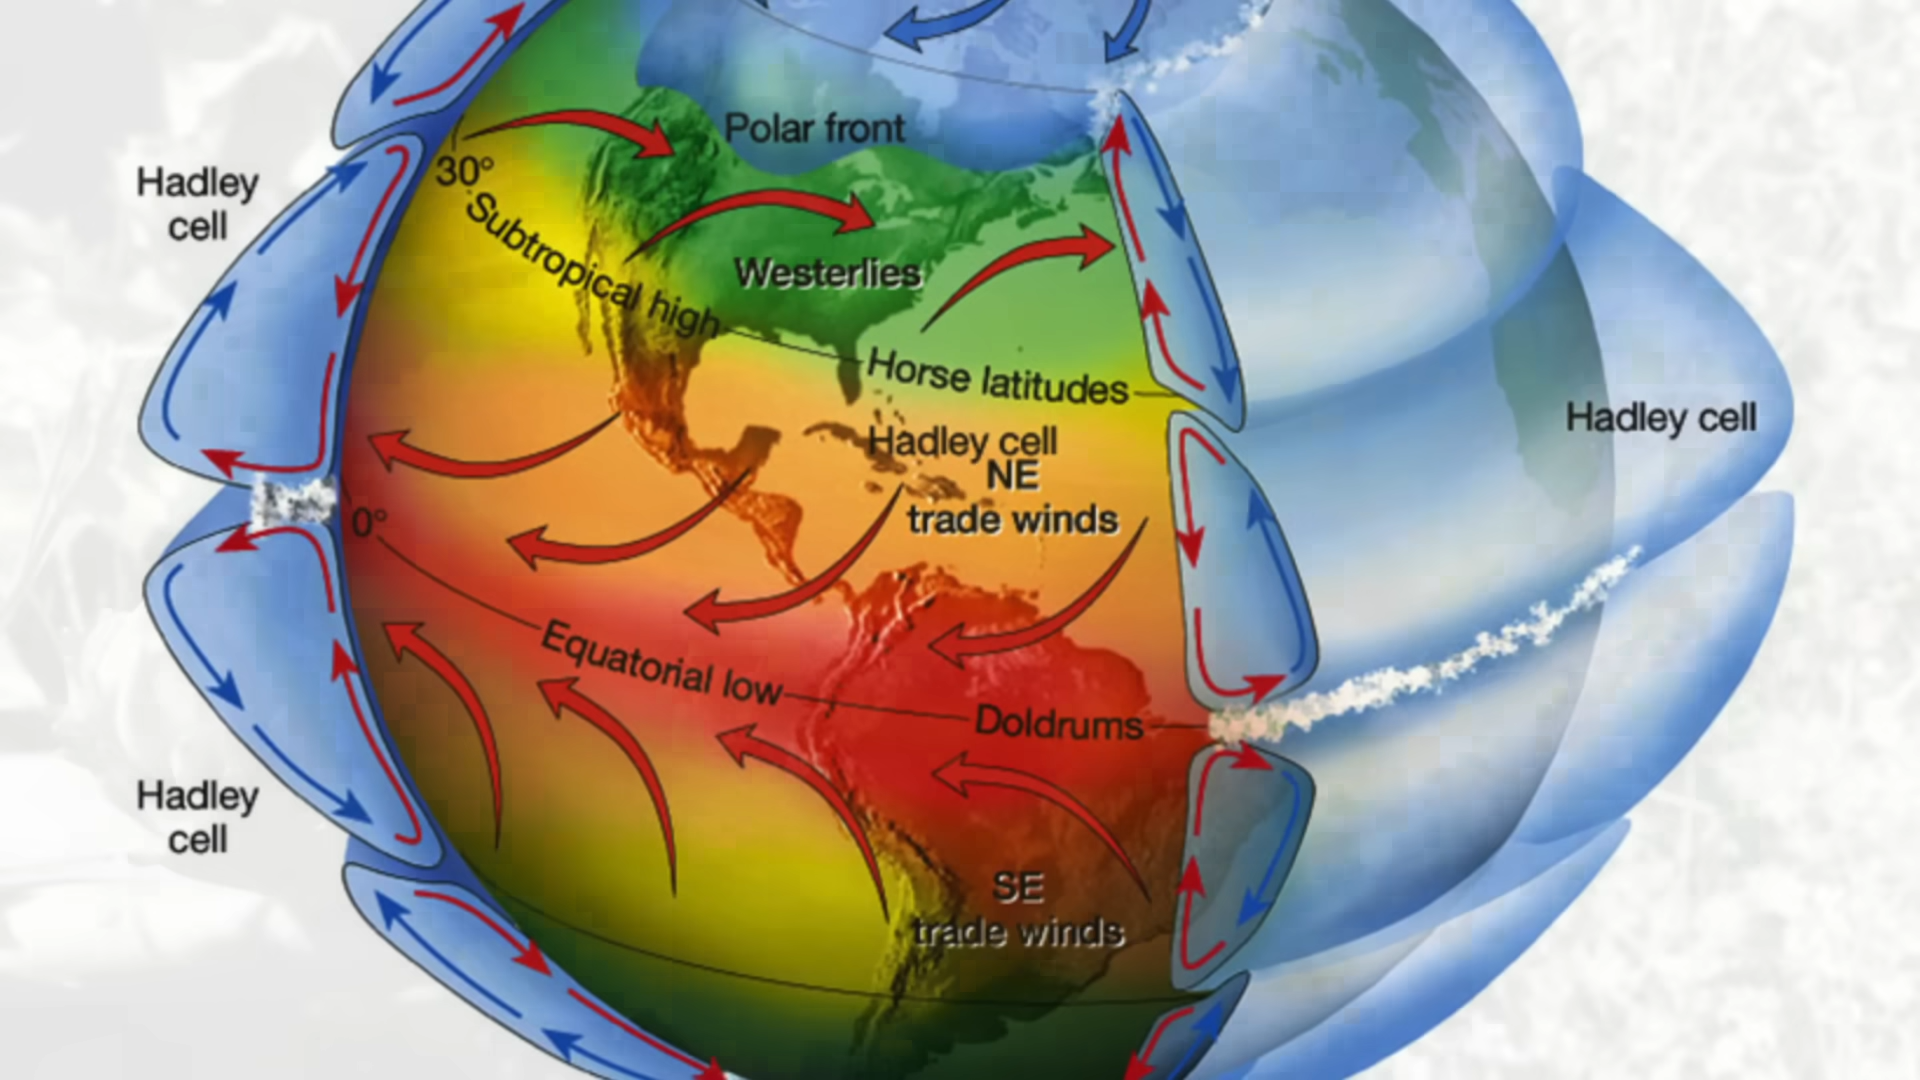 Polar front
Hadley
cell
30°
Subtropical high
Westerlies
Horse latitudes
Hadley cell
Hadley cell
NE
trade winds
0°
Equatorial low
Doldrums
Hadley
cell
SE
trade winds